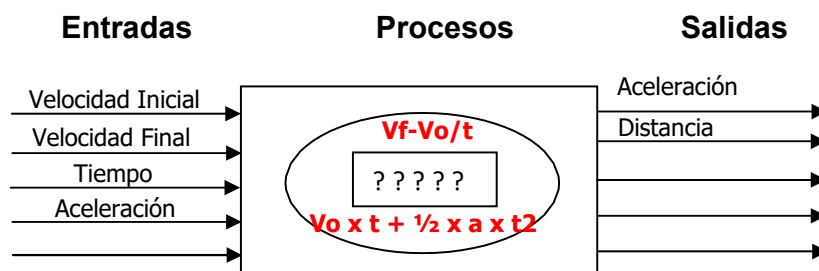 Entradas Procesos Salidas
Velocidad Inicial
Velocidad Final
Tiempo
Aceleración
Vf-Vo/t
? ? ? ? ?
Vo x t + ½ x a x t2
Aceleración
Distancia